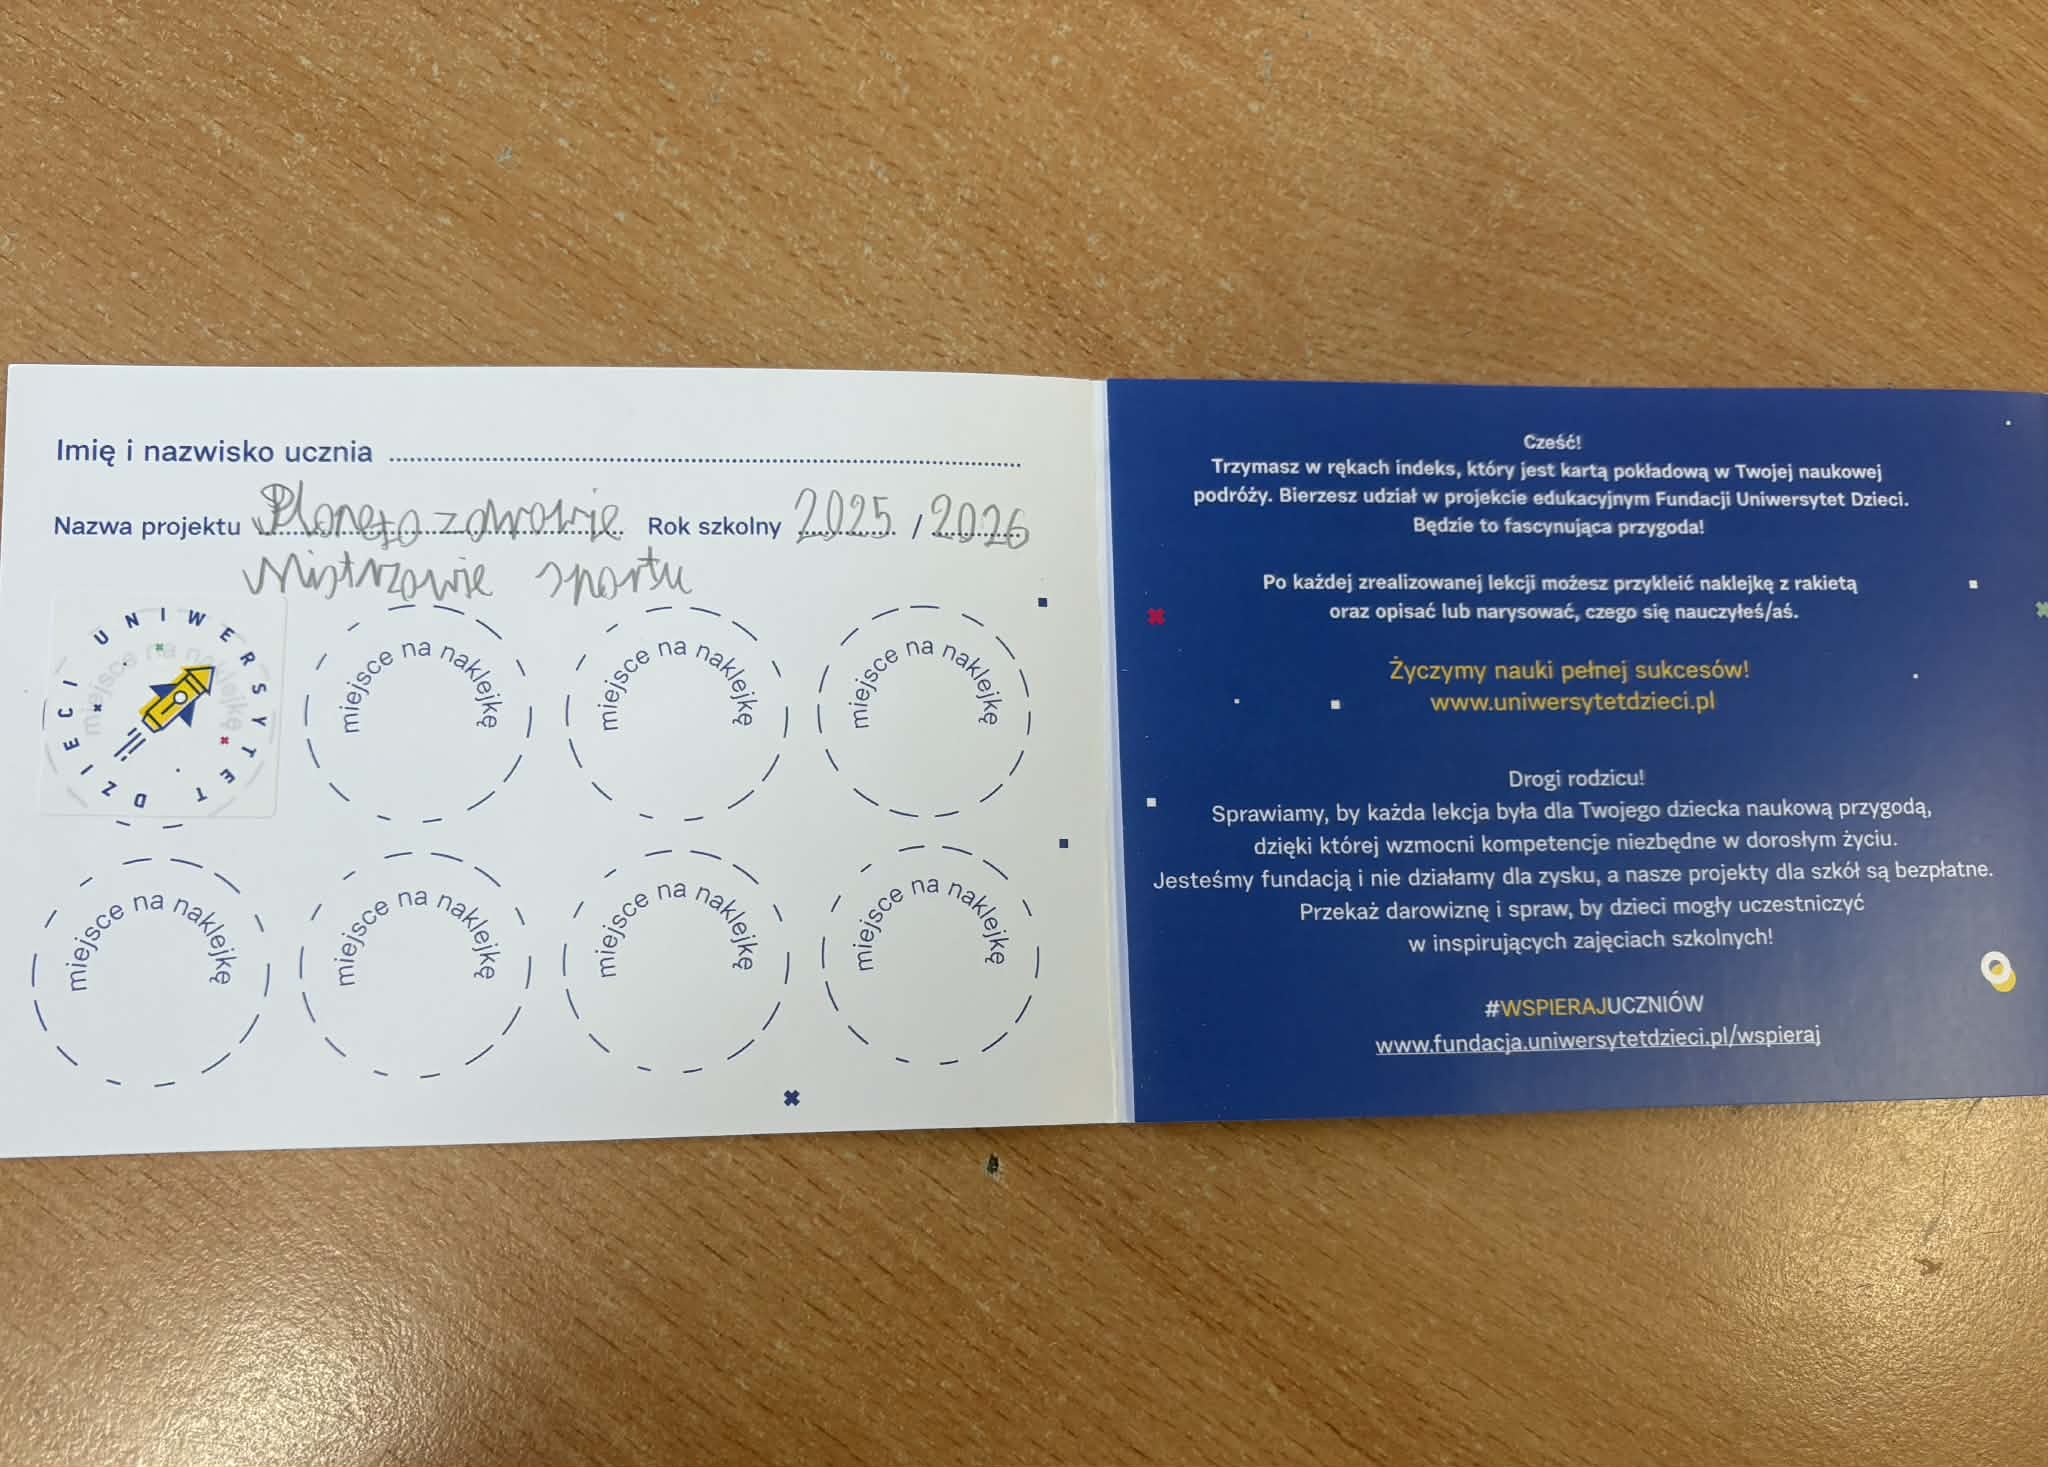 Imię i nazwisko ucznia
Nazwa projektu Planeta zdrowie Rok szkolny 2025 / 2026
Mistrzowie sportu
UNIWERSYTET DZIECI
miejsce na naklejkę
miejsce na naklejkę
miejsce na naklejkę
miejsce na naklejkę
miejsce na naklejkę
miejsce na naklejkę
miejsce na naklejkę
miejsce na naklejkę
Cześć!
Trzymasz w rękach indeks, który jest kartą pokładową w Twojej naukowej
podróży. Bierzesz udział w projekcie edukacyjnym Fundacji Uniwersytet Dzieci.
Będzie to fascynująca przygoda!
Po każdej zrealizowanej lekcji możesz przykleić naklejkę z rakietą
oraz opisać lub narysować, czego się nauczyłeś/aś.
Życzymy nauki pełnej sukcesów!
www.uniwersytetdzieci.pl
Drogi rodzicu!
Sprawiamy, by każda lekcja była dla Twojego dziecka naukową przygodą,
dzięki której wzmocni kompetencje niezbędne w dorosłym życiu.
Jesteśmy fundacją i nie działamy dla zysku, a nasze projekty dla szkół są bezpłatne.
Przekaż darowiznę i spraw, by dzieci mogły uczestniczyć
w inspirujących zajęciach szkolnych!
#WSPIERAJUCZNIÓW
www.fundacja.uniwersytetdzieci.pl/wspieraj